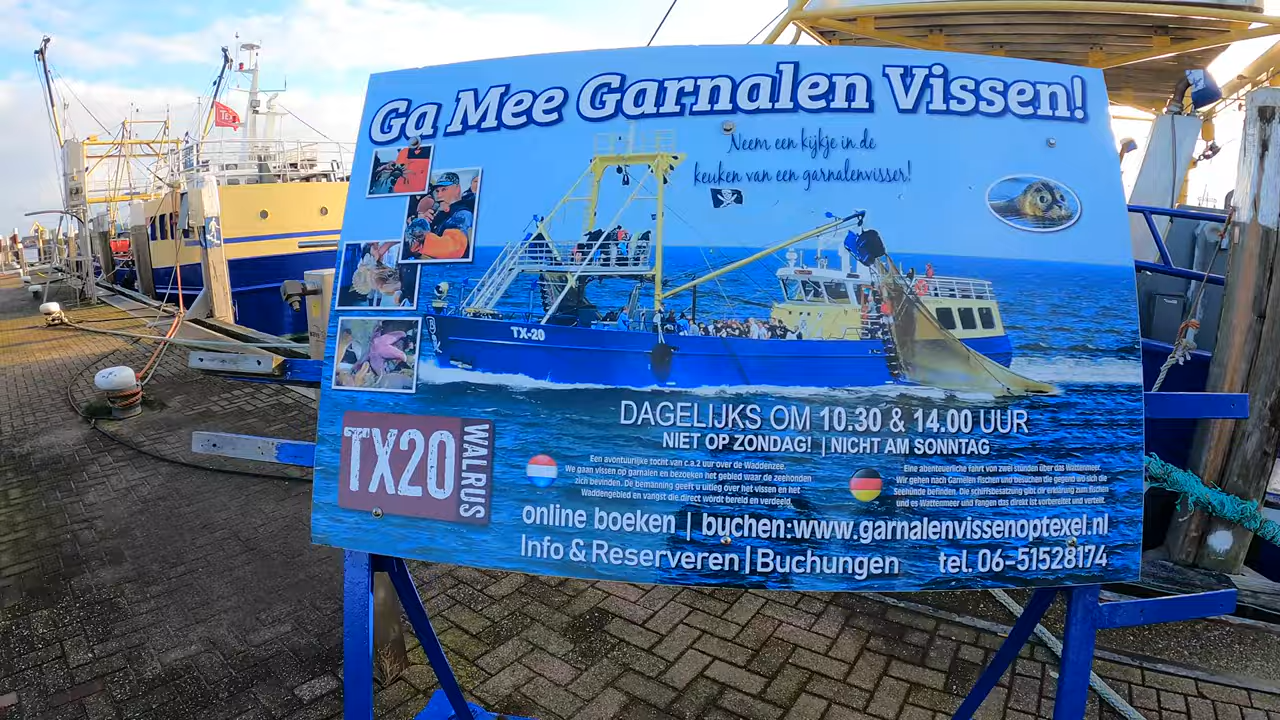 Ga Mee Garnalen Vissen!
Neem een kijkje in de
keuken van een garnalenvisser!
TEX
TX-20
DAGELIJKS OM 10.30 & 14.00 UUR
NIET OP ZONDAG! | NICHT AM SONNTAG
TX20
WALRUS
Een avontuurlijke tocht van c.a.2 uur over de Waddenzee.
We gaan vissen op garnalen en bezoeken het gebied waar de zeehonden
zich bevinden. De bemanning geeft u uitleg over het vissen en het
Waddengebied en vangst die direct wordt bereid en verdeeld.
Eine abenteuerliche fahrt von zwei stunden über das Wattenmeer.
Wir gehen nach Garnelen fischen und besuchen die gegend wo sich die
Seehünde befinden. Die schiffsbesatzung gibt dir erklärung zum fischen
und es Wattenmeer und fangen das direkt ist vorbereitet und verteilt.
online boeken | buchen:www.garnalenvissenoptexel.nl
Info & Reserveren|Buchungen tel. 06-51528174